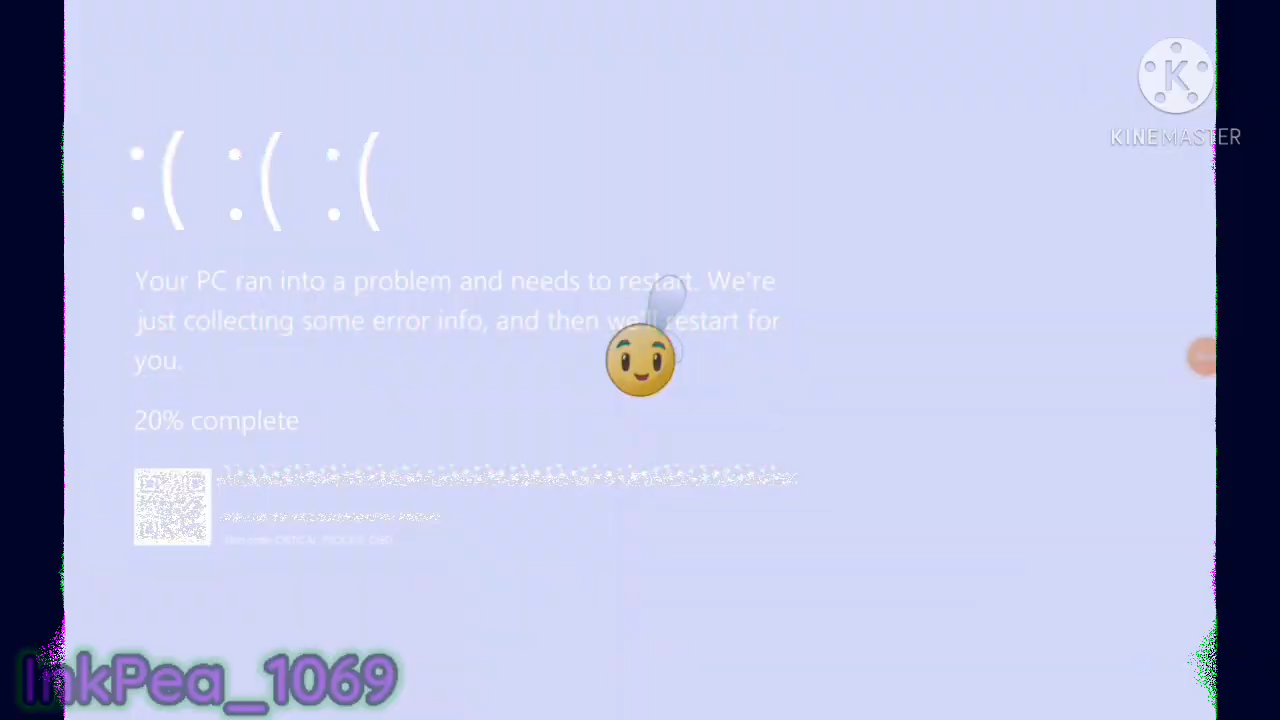 KINEMASTER
:( :( :(
Your PC ran into a problem and needs to restart. We're
just collecting some error info, and then we'll restart for
you.
20% complete
InkPea_1069